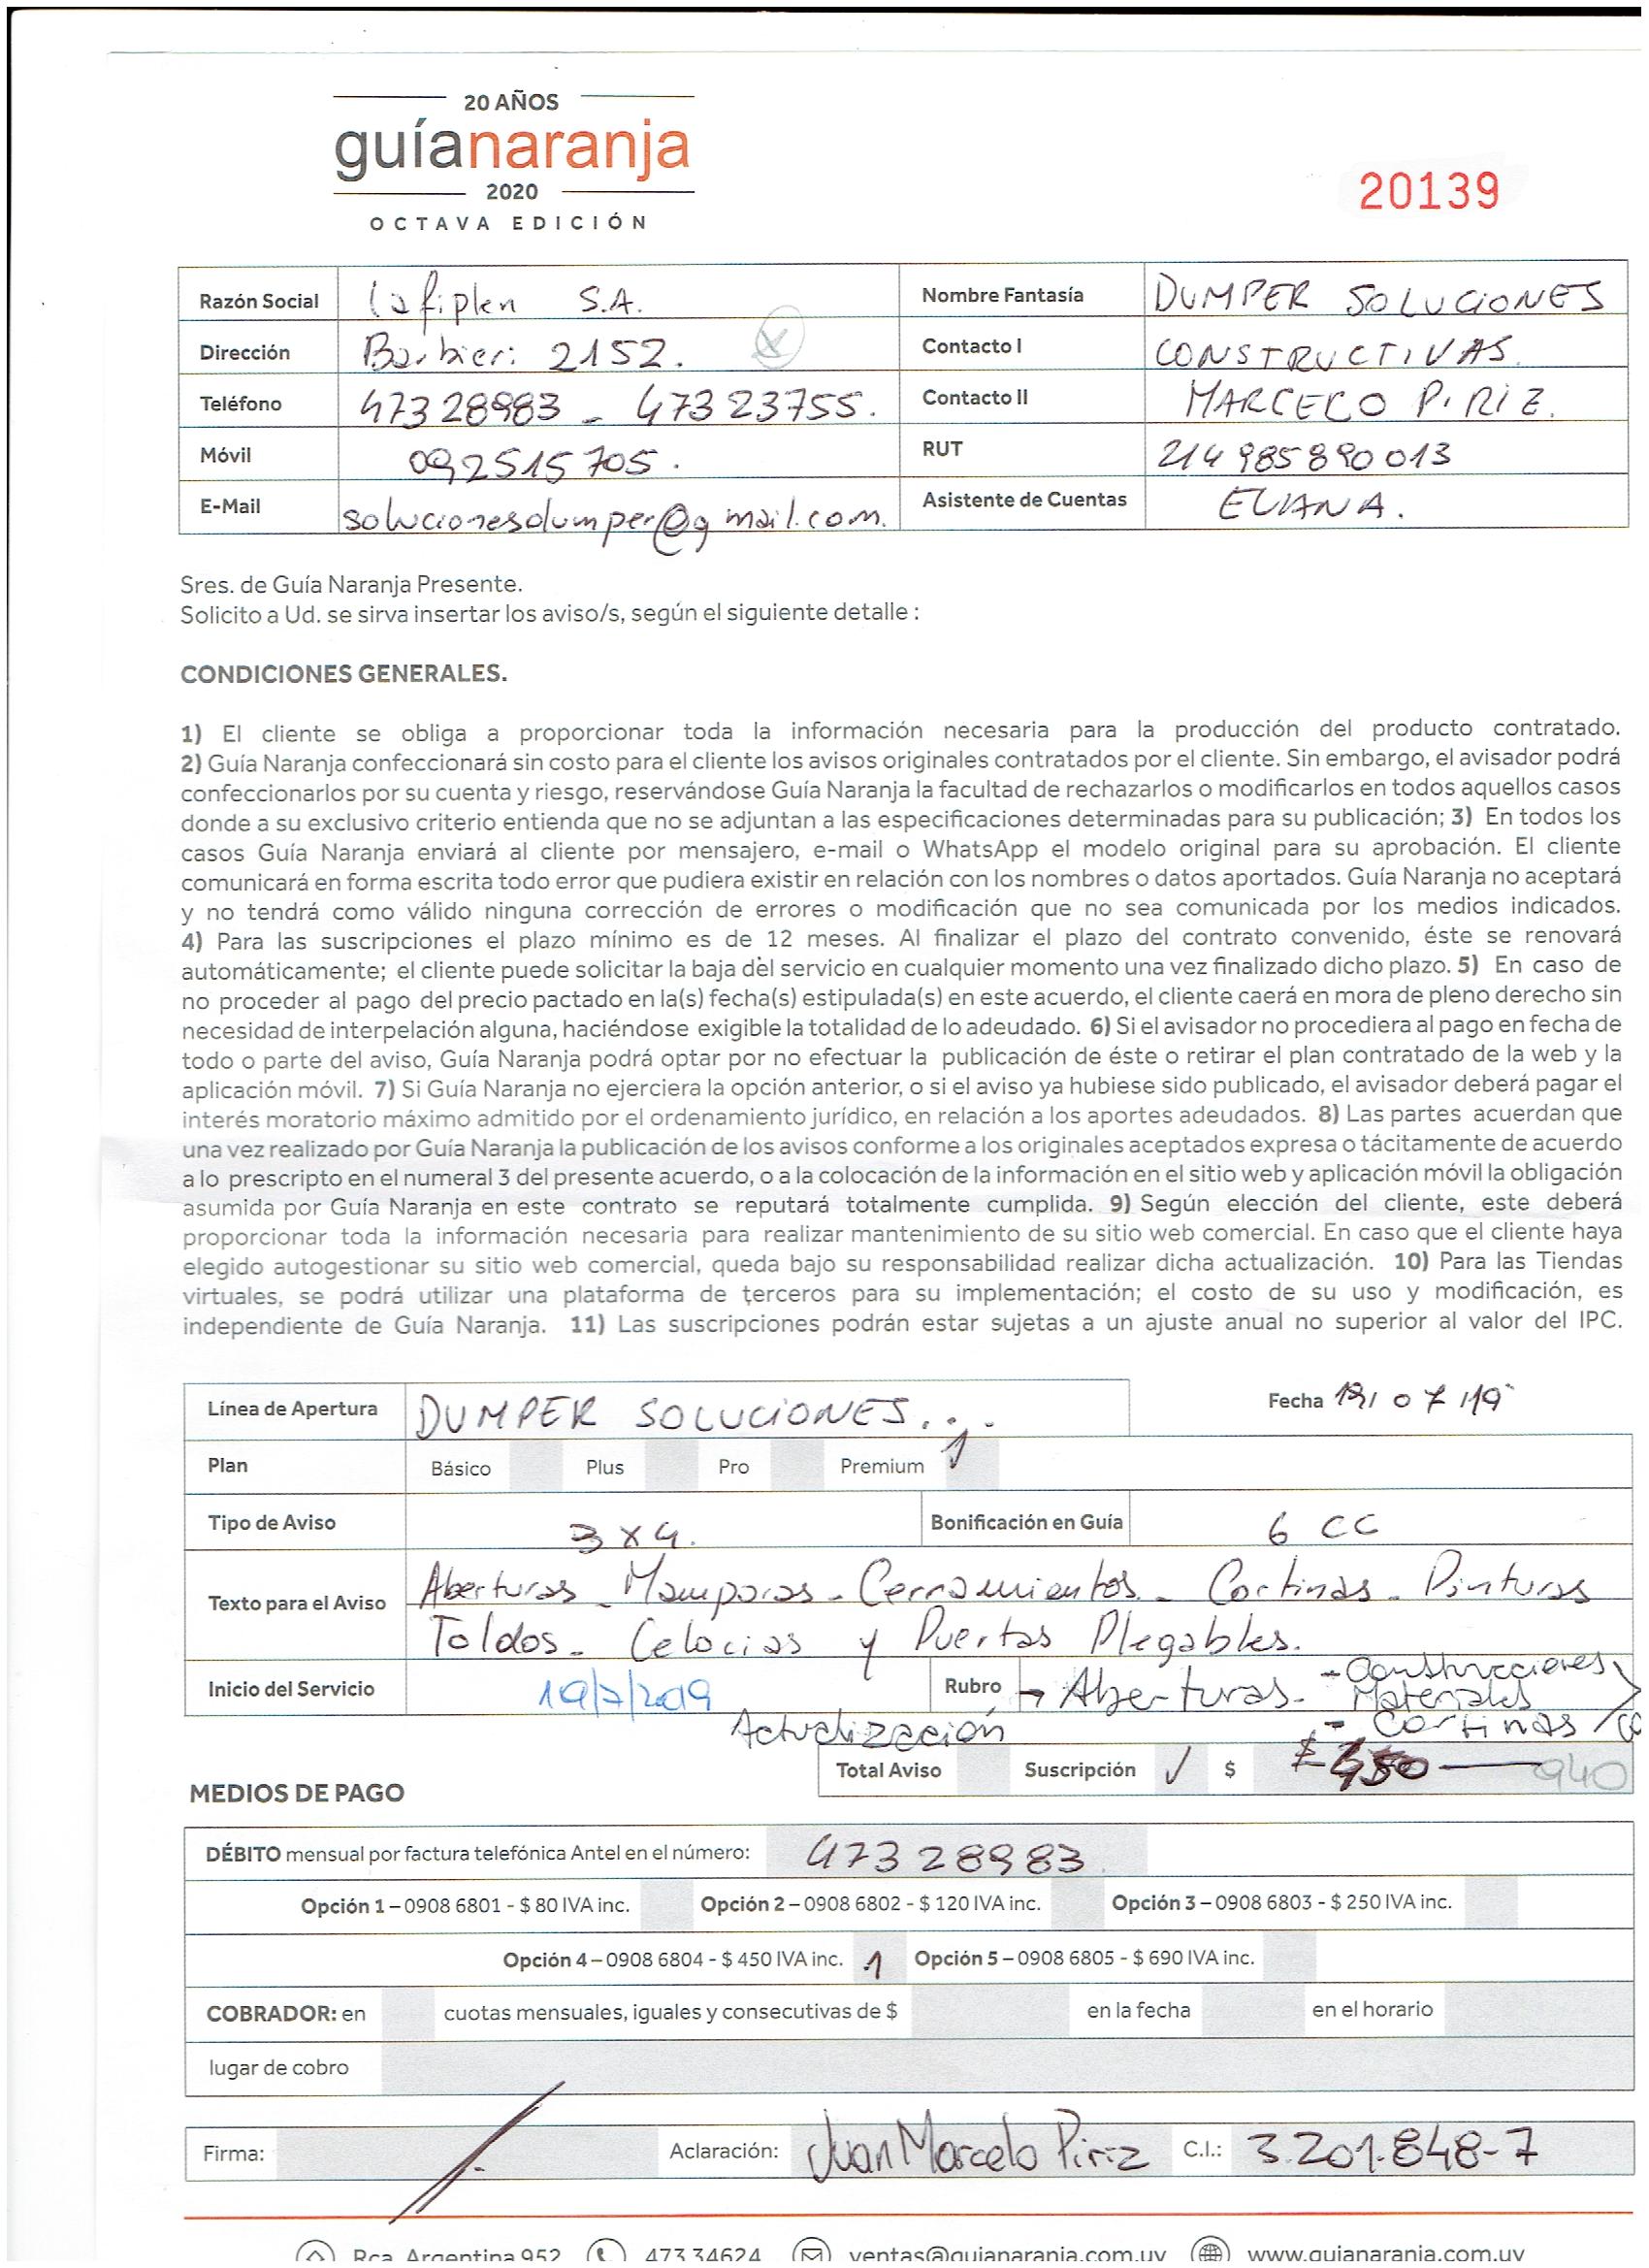 20 AÑOS
guíanaranja
2020
OCTAVA EDICIÓN
20139
Razón Social Lafiplen S.A. Nombre Fantasía DUMPER SOLUCIONES
Dirección Barbieri 2152. Contacto I CONSTRUCTIVAS.
Teléfono 47328983 - 47323755. Contacto II MARCELO PIRIZ.
Móvil 092515705. RUT 214985890013
E-Mail solucionesdumper@gmail.com. Asistente de Cuentas ELIANA.
Sres. de Guía Naranja Presente.
Solicito a Ud. se sirva insertar los aviso/s, según el siguiente detalle :
CONDICIONES GENERALES.
1) El cliente se obliga a proporcionar toda la información necesaria para la producción del producto contratado.
2) Guía Naranja confeccionará sin costo para el cliente los avisos originales contratados por el cliente. Sin embargo, el avisador podrá
confeccionarlos por su cuenta y riesgo, reservándose Guía Naranja la facultad de rechazarlos o modificarlos en todos aquellos casos
donde a su exclusivo criterio entienda que no se adjuntan a las especificaciones determinadas para su publicación; 3) En todos los
casos Guía Naranja enviará al cliente por mensajero, e-mail o WhatsApp el modelo original para su aprobación. El cliente
comunicará en forma escrita todo error que pudiera existir en relación con los nombres o datos aportados. Guía Naranja no aceptará
y no tendrá como válido ninguna corrección de errores o modificación que no sea comunicada por los medios indicados.
4) Para las suscripciones el plazo mínimo es de 12 meses. Al finalizar el plazo del contrato convenido, éste se renovará
automáticamente; el cliente puede solicitar la baja del servicio en cualquier momento una vez finalizado dicho plazo. 5) En caso de
no proceder al pago del precio pactado en la(s) fecha(s) estipulada(s) en este acuerdo, el cliente caerá en mora de pleno derecho sin
necesidad de interpelación alguna, haciéndose exigible la totalidad de lo adeudado. 6) Si el avisador no procediera al pago en fecha de
todo o parte del aviso, Guía Naranja podrá optar por no efectuar la publicación de éste o retirar el plan contratado de la web y la
aplicación móvil. 7) Si Guía Naranja no ejerciera la opción anterior, o si el aviso ya hubiese sido publicado, el avisador deberá pagar el
interés moratorio máximo admitido por el ordenamiento jurídico, en relación a los aportes adeudados. 8) Las partes acuerdan que
una vez realizado por Guía Naranja la publicación de los avisos conforme a los originales aceptados expresa o tácitamente de acuerdo
a lo prescripto en el numeral 3 del presente acuerdo, o a la colocación de la información en el sitio web y aplicación móvil la obligación
asumida por Guía Naranja en este contrato se reputará totalmente cumplida. 9) Según elección del cliente, este deberá
proporcionar toda la información necesaria para realizar mantenimiento de su sitio web comercial. En caso que el cliente haya
elegido autogestionar su sitio web comercial, queda bajo su responsabilidad realizar dicha actualización. 10) Para las Tiendas
virtuales, se podrá utilizar una plataforma de terceros para su implementación; el costo de su uso y modificación, es
independiente de Guía Naranja. 11) Las suscripciones podrán estar sujetas a un ajuste anual no superior al valor del IPC.
Línea de Apertura DUMPER SOLUCIONES... Fecha 19/07/19
Plan Básico Plus Pro Premium
Tipo de Aviso 3x4. Bonificación en Guía 6 CC
Texto para el Aviso Aberturas - Mamparas - Cerramientos - Cortinas - Pinturas
Toldos - Celocias y Puertas Plegables.
Inicio del Servicio 19/7/2019 Rubro → Aberturas. - Construcciones
Materiales
Actualización - Cortinas
Total Aviso Suscripción ✓ $ $ 450 940
MEDIOS DE PAGO
DÉBITO mensual por factura telefónica Antel en el número: 47328983
Opción 1 – 0908 6801 - $ 80 IVA inc. Opción 2 – 0908 6802 - $ 120 IVA inc. Opción 3 – 0908 6803 - $ 250 IVA inc.
Opción 4 – 0908 6804 - $ 450 IVA inc. 1 Opción 5 – 0908 6805 - $ 690 IVA inc.
COBRADOR: en cuotas mensuales, iguales y consecutivas de $ en la fecha en el horario
lugar de cobro
Firma: Aclaración: Juan Marcelo Piriz C.I.: 3.201.848-7
Rca. Argentina 952 473 34624 ventas@guianaranja.com.uy www.guianaranja.com.uy